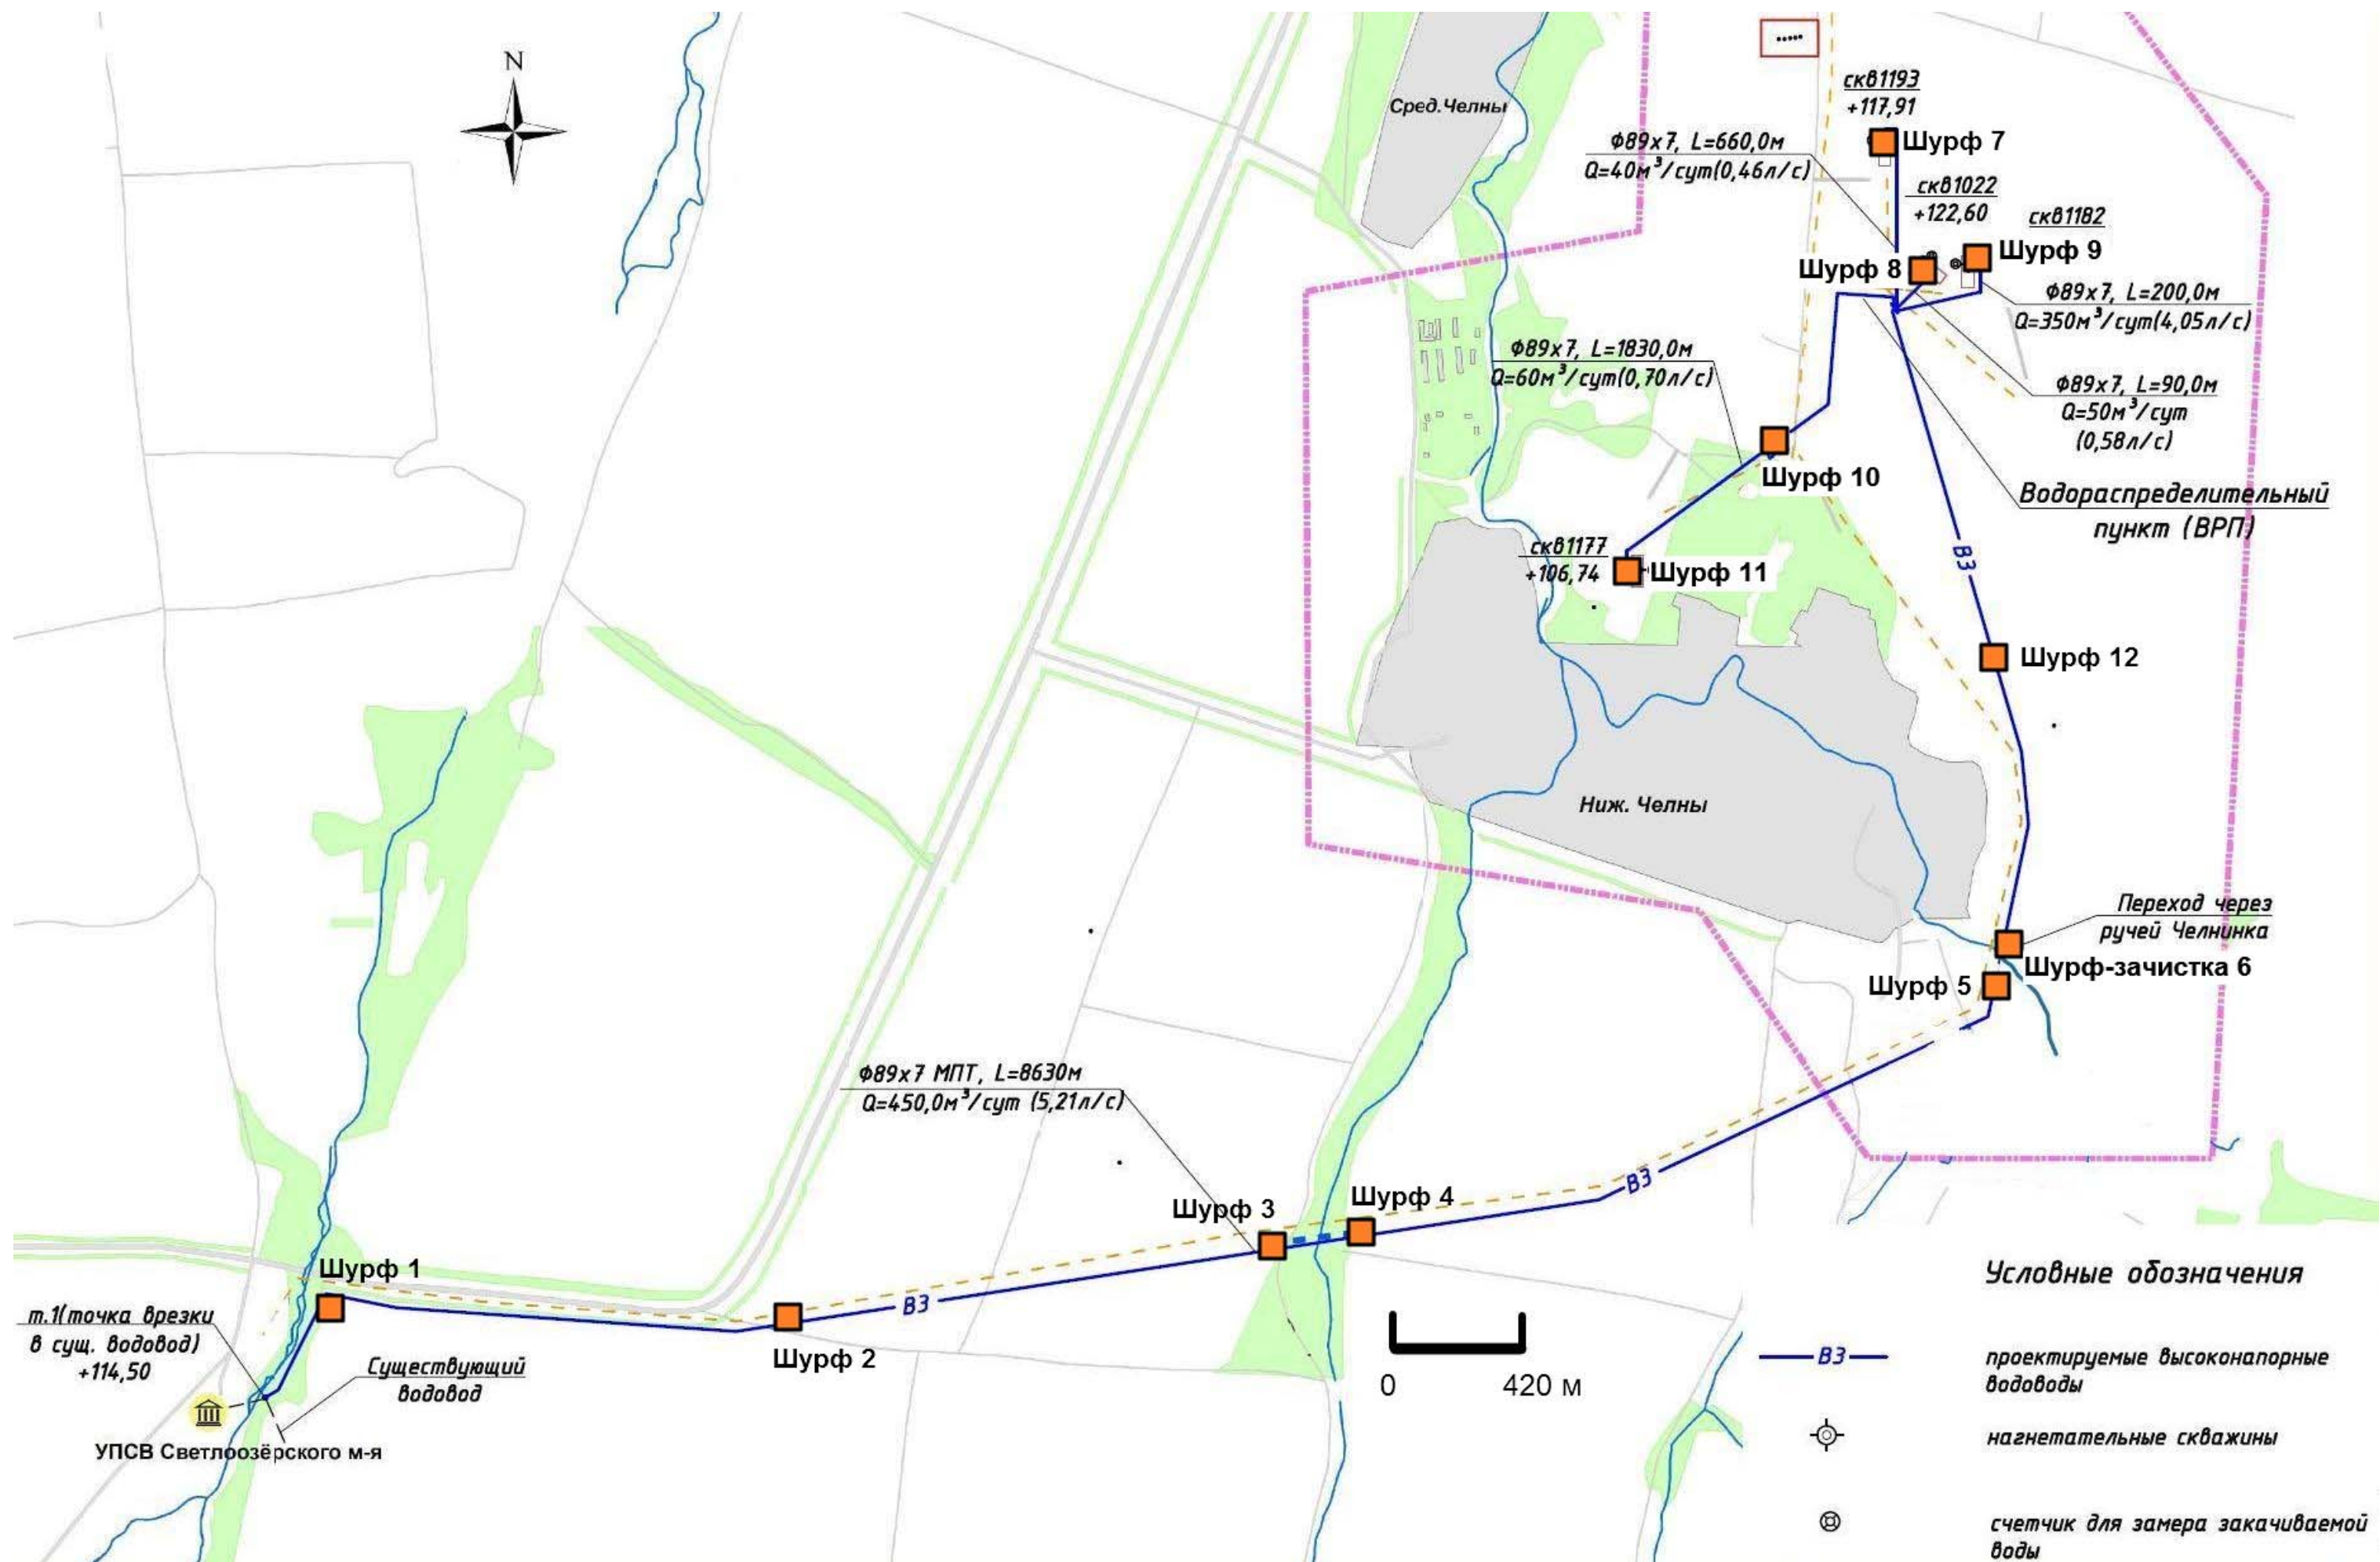 N
Сред.Челны
скв1193
+117,91
Шурф 7
Ф89х7, L=660,0м
Q=40м³/сут(0,46л/с)
скв1022
+122,60
скв1182
Шурф 8
Шурф 9
Ф89х7, L=200,0м
Q=350м³/сут(4,05л/с)
Ф89х7, L=1830,0м
Q=60м³/сут(0,70л/с)
Ф89х7, L=90,0м
Q=50м³/сут
(0,58л/с)
Шурф 10
Водораспределительный
пункт (ВРП)
скв1177
+106,74
Шурф 11
В3
Шурф 12
Ниж. Челны
Переход через
ручей Челнинка
Шурф-зачистка 6
Шурф 5
Ф89х7 МПТ, L=8630м
Q=450,0м³/сут (5,21л/с)
В3
Шурф 3
Шурф 4
Шурф 1
т.1(точка врезки
в сущ. водовод)
+114,50
В3
Шурф 2
Существующий
водовод
УПСВ Светлоозёрского м-я
0 420 м
Условные обозначения
В3
проектируемые высоконапорные
водоводы
нагнетательные скважины
счетчик для замера закачиваемой
воды